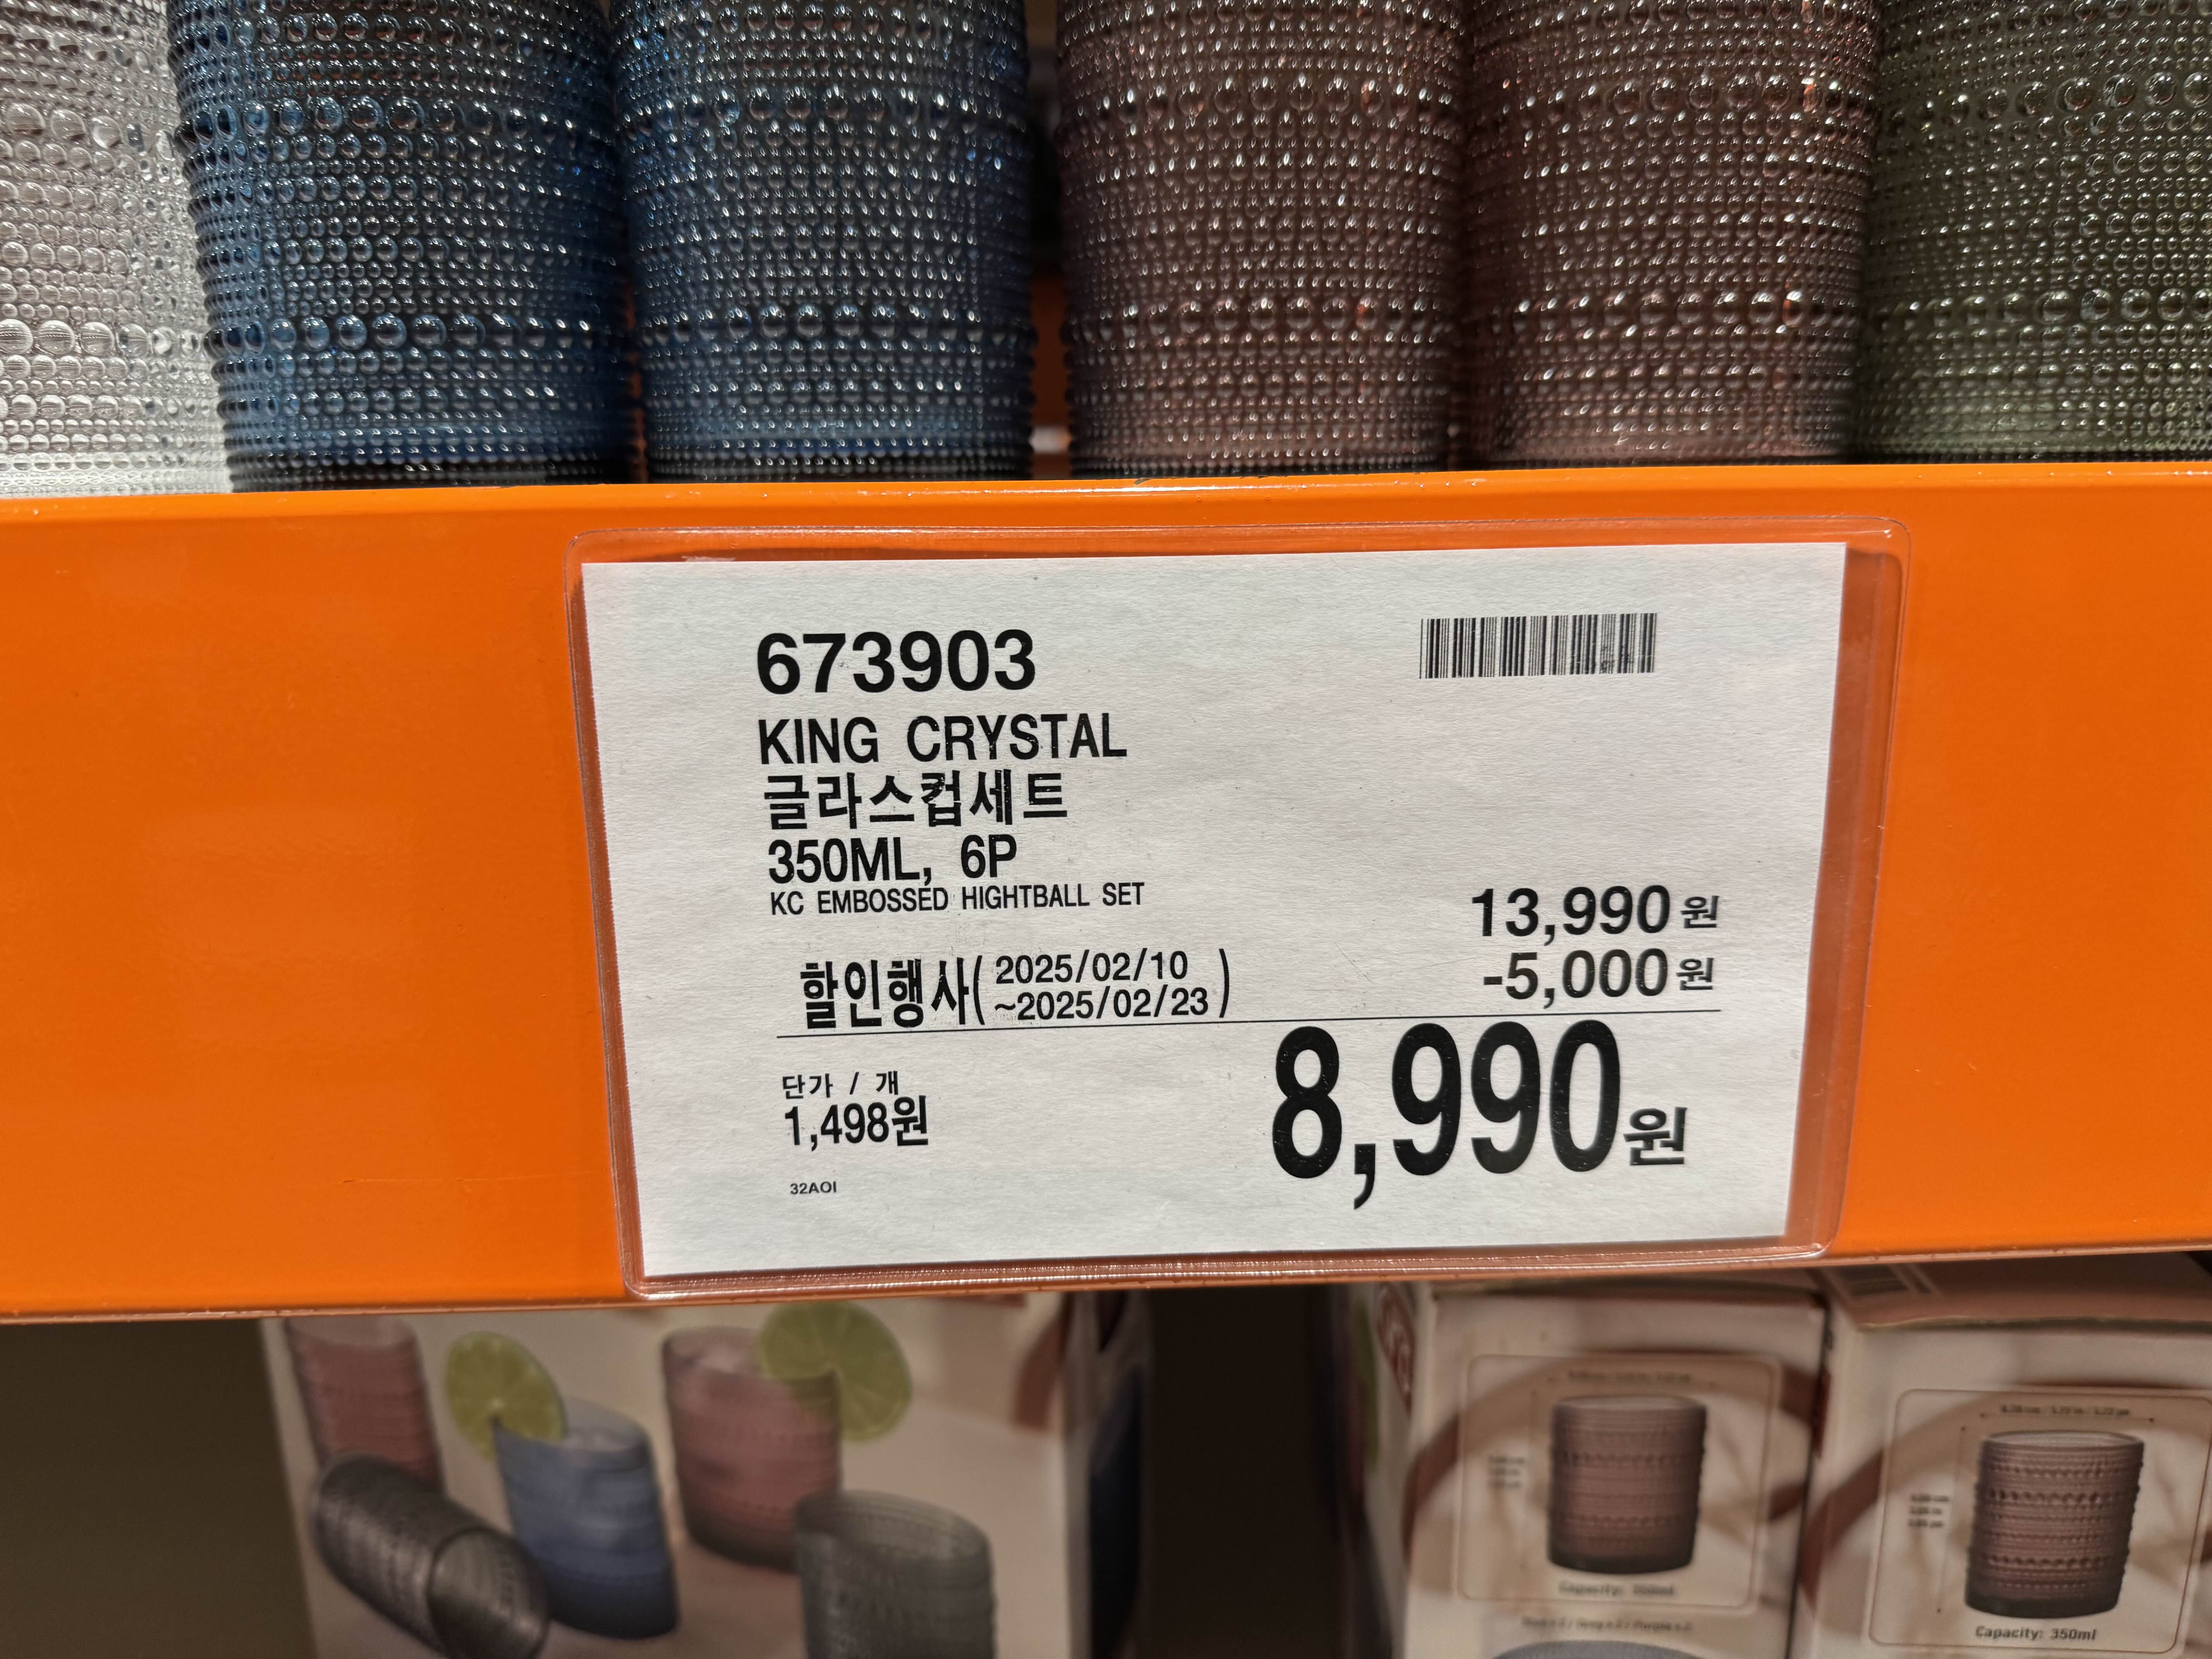 673903
KING CRYSTAL
글라스컵세트
350ML, 6P
KC EMBOSSED HIGHTBALL SET
13,990원
-5,000원
할인행사(2025/02/10
~2025/02/23)
단가 / 개
1,498원
8,990원
32AOI
Capacity: 350ml
Capacity: 350ml